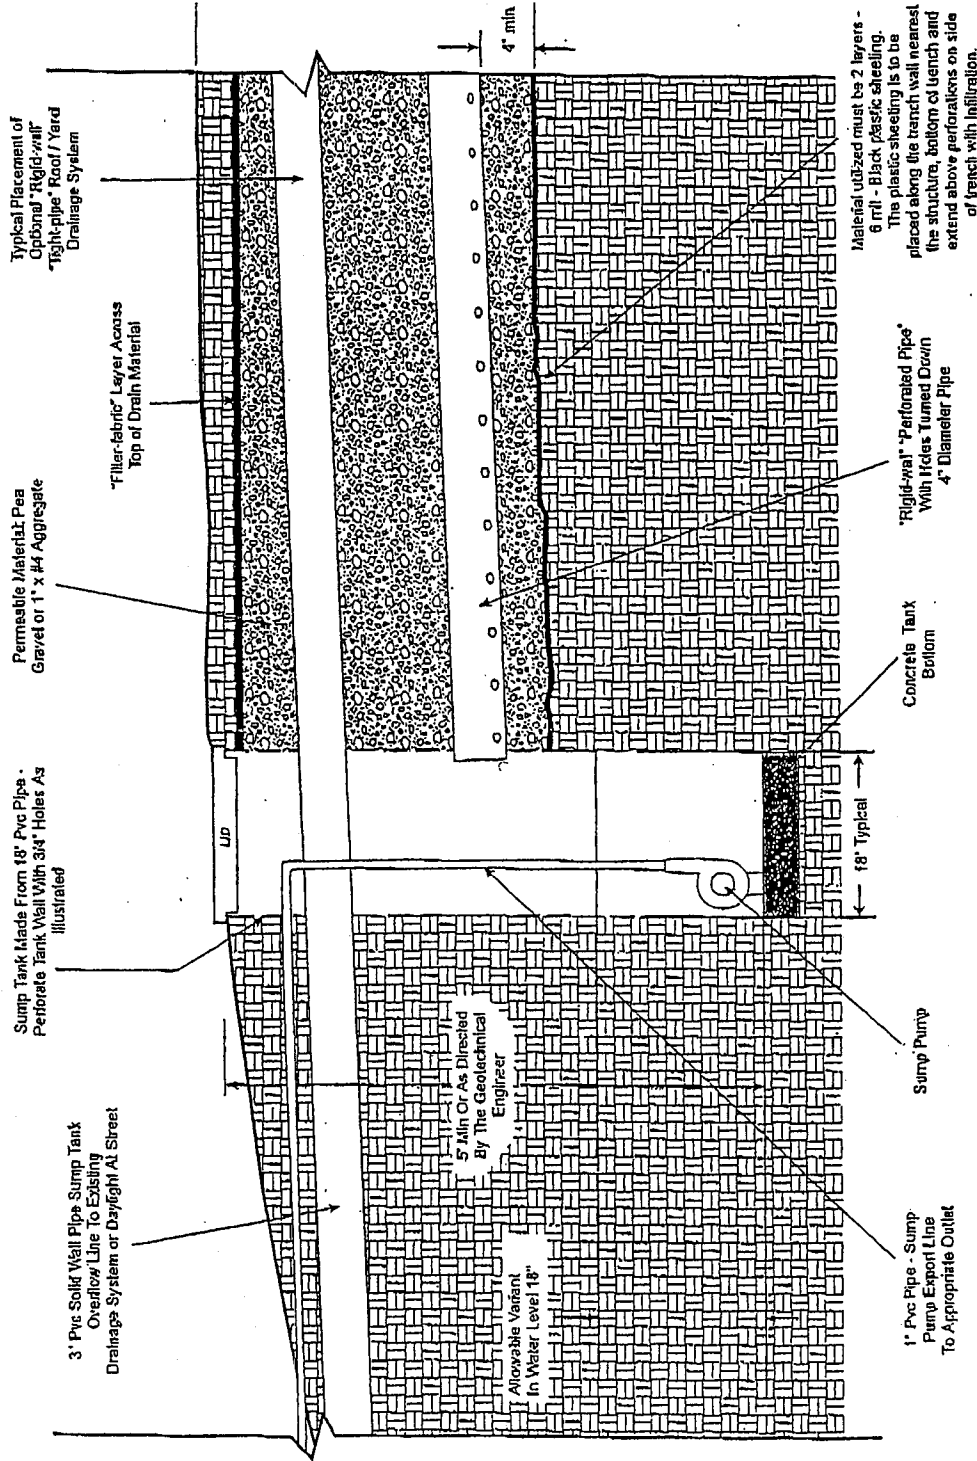 3' Pvc Solid Wall Pipe Sump Tank
Overflow Line To Existing
Drainage System or Daylight At Street
Sump Tank Made From 18' Pvc Pipe -
Perforate Tank Wall With 3/4" Holes As
Illustrated
Permeable Material; Pea
Gravel or 1" x #4 Aggregate
"Filter-fabric" Layer Across
Top of Drain Material
Typical Placement of
Optional "Rigid-wall"
"Tight-pipe" Roof / Yard
Drainage System
LID
4" min
5' Min Or As Directed
By The Geotechnical
Engineer
Allowable Variant
In Water Level 18"
18" Typical
1" Pvc Pipe - Sump
Pump Export Line
To Appropriate Outlet
Sump Pump
Concrete Tank
Bottom
"Rigid-wal" "Perforated Pipe"
With Holes Turned Down
4" Diameter Pipe
Material utilized must be 2 layers -
6 mil - Black plastic sheeting.
The plastic sheeting is to be
placed along the trench wall nearest
the structure, bottom of trench and
extend above perforations on side
of trench with infiltration.